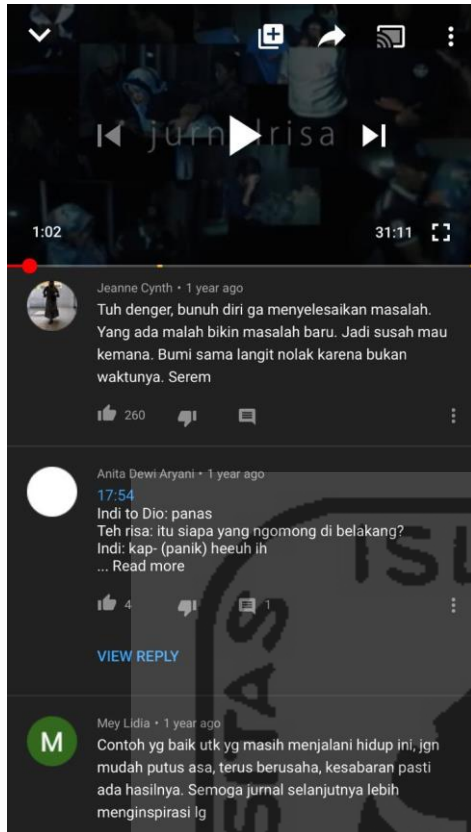 jurnalrisa
1:02
31:11
Jeanne Cynth • 1 year ago
Tuh denger, bunuh diri ga menyelesaikan masalah.
Yang ada malah bikin masalah baru. Jadi susah mau
kemana. Bumi sama langit nolak karena bukan
waktunya. Serem
260
Anita Dewi Aryani • 1 year ago
17:54
Indi to Dio: panas
Teh risa: itu siapa yang ngomong di belakang?
Indi: kap- (panik) heeuh ih
... Read more
4
1
VIEW REPLY
M
Mey Lidia • 1 year ago
Contoh yg baik utk yg masih menjalani hidup ini, jgn
mudah putus asa, terus berusaha, kesabaran pasti
ada hasilnya. Semoga jurnal selanjutnya lebih
menginspirasi lg
ISL
SITAS